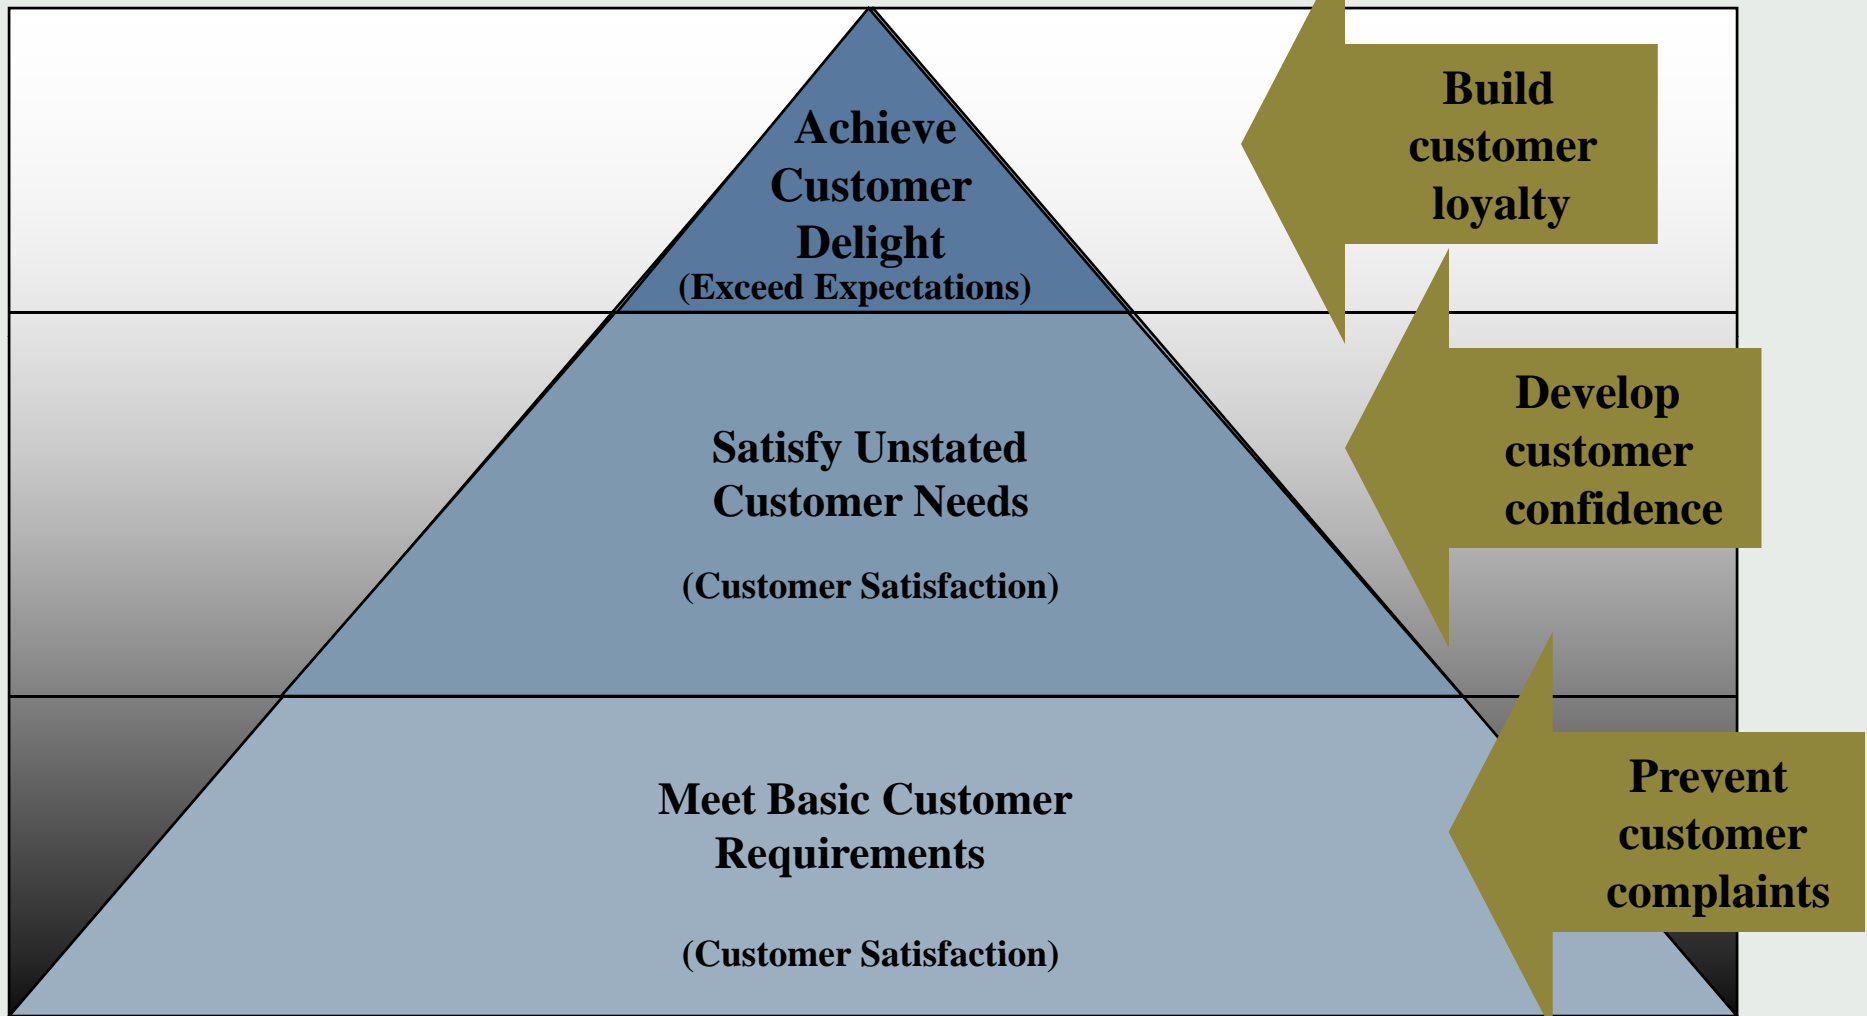 Achieve
Customer
Delight
(Exceed Expectations)
Build
customer
loyalty
Satisfy Unstated
Customer Needs
(Customer Satisfaction)
Develop
customer
confidence
Meet Basic Customer
Requirements
(Customer Satisfaction)
Prevent
customer
complaints